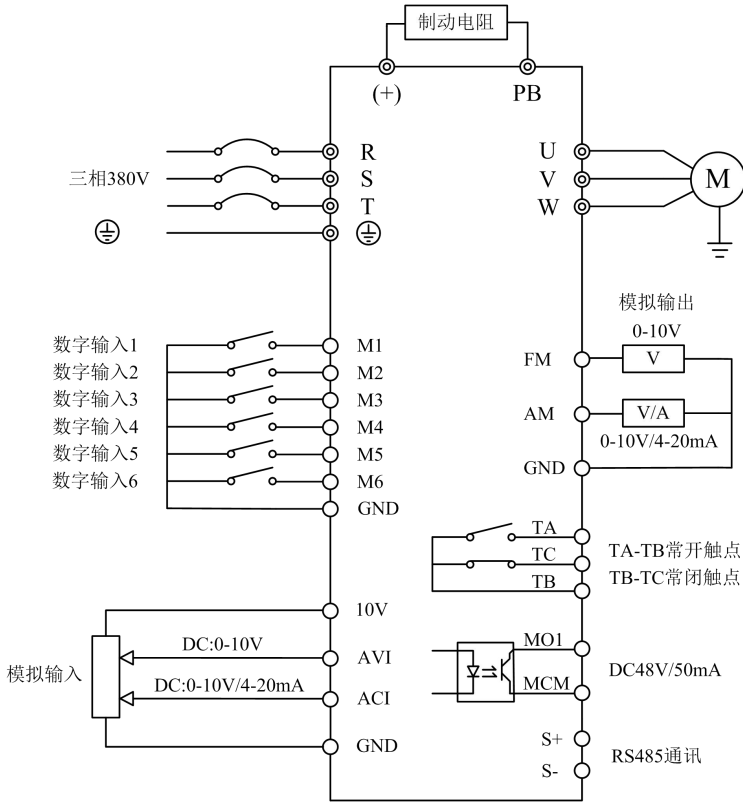 制动电阻
(+)
PB
R
S
T
三相380V
U
V
W
M
数字输入1
数字输入2
数字输入3
数字输入4
数字输入5
数字输入6
M1
M2
M3
M4
M5
M6
GND
模拟输出
0-10V
FM
V
AM
V/A
0-10V/4-20mA
GND
TA
TC
TB
TA-TB常开触点
TB-TC常闭触点
10V
DC:0-10V
AVI
模拟输入
DC:0-10V/4-20mA
ACI
GND
MO1
MCM
DC48V/50mA
S+
S-
RS485通讯